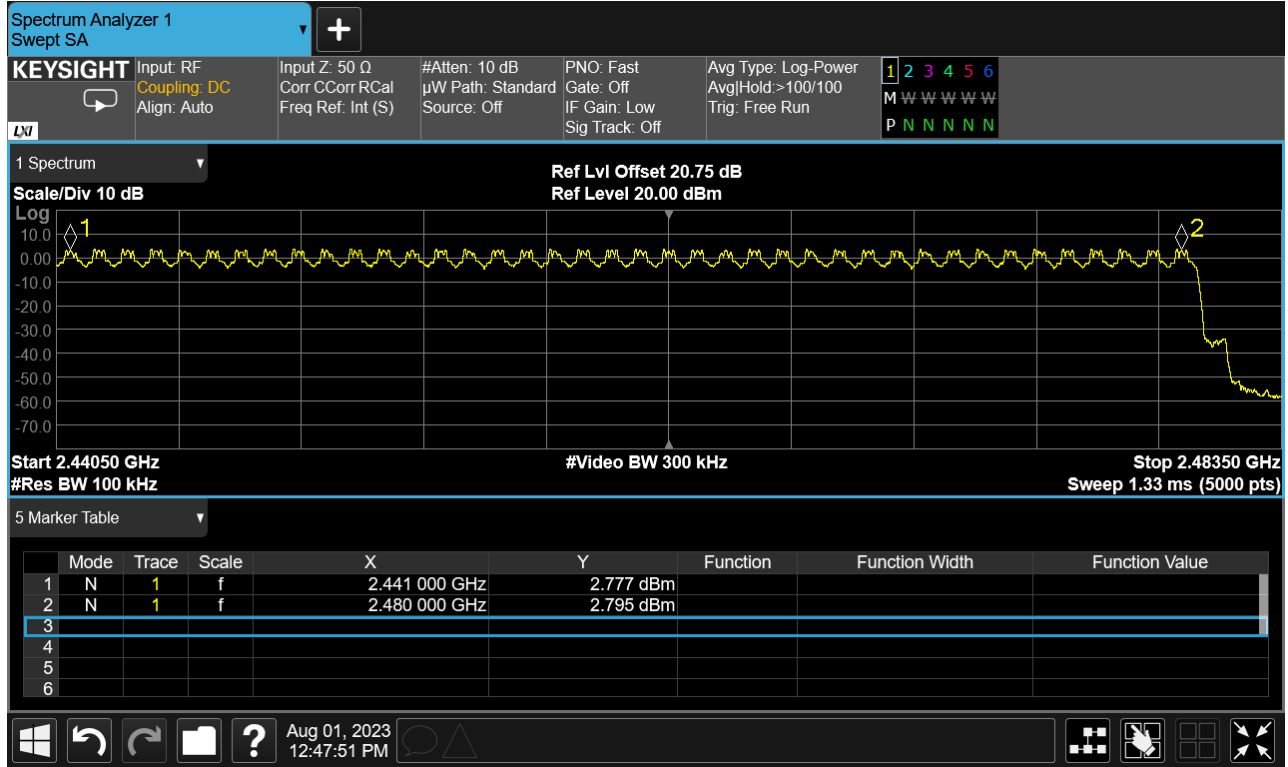 Spectrum Analyzer 1
Swept SA
KEYSIGHT
LXI
Input: RF
Coupling: DC
Align: Auto
Input Z: 50 Ω
Corr CCorr RCal
Freq Ref: Int (S)
#Atten: 10 dB
µW Path: Standard
Source: Off
PNO: Fast
Gate: Off
IF Gain: Low
Sig Track: Off
Avg Type: Log-Power
Avg|Hold:>100/100
Trig: Free Run
1 2 3 4 5 6
M W W W W W
P N N N N N
1 Spectrum
Scale/Div 10 dB
Ref Lvl Offset 20.75 dB
Ref Level 20.00 dBm
Log
1
2
10.0
0.00
-10.0
-20.0
-30.0
-40.0
-50.0
-60.0
-70.0
Start 2.44050 GHz
#Video BW 300 kHz
Stop 2.48350 GHz
#Res BW 100 kHz
Sweep 1.33 ms (5000 pts)
5 Marker Table
Mode Trace Scale X Y Function Function Width Function Value
1 N 1 f 2.441 000 GHz 2.777 dBm
2 N 1 f 2.480 000 GHz 2.795 dBm
3
4
5
6
?
Aug 01, 2023
12:47:51 PM